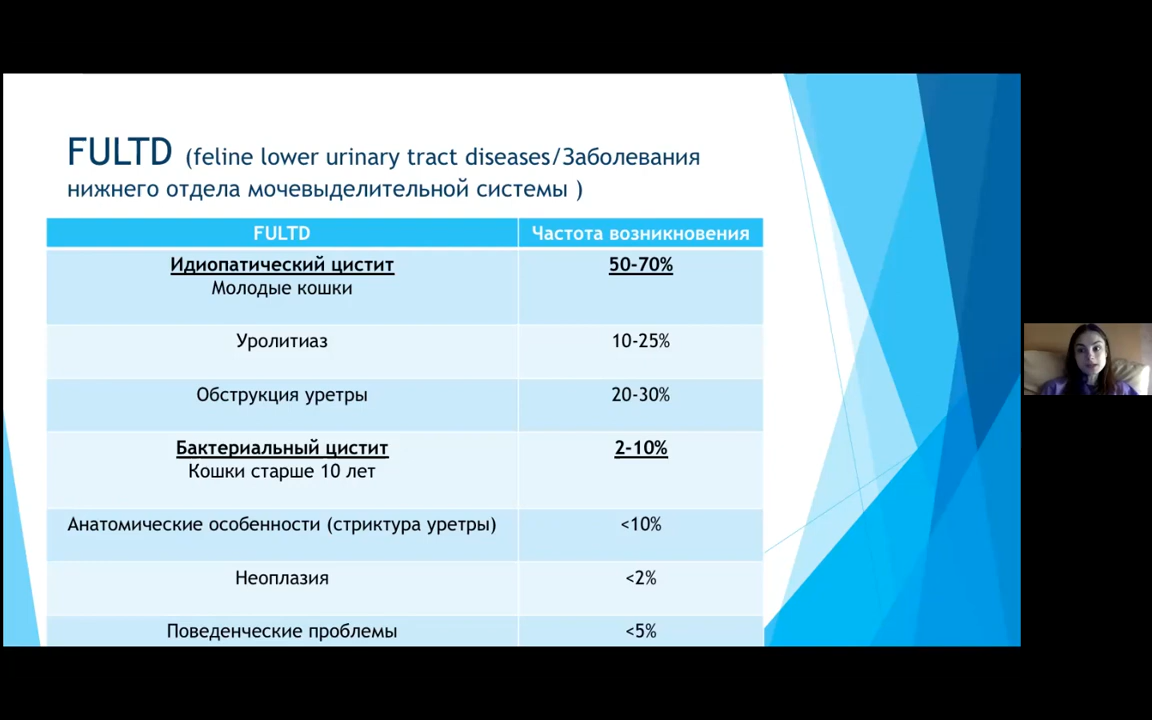 FULTD (feline lower urinary tract diseases/Заболевания
нижнего отдела мочевыделительной системы )
FULTD Частота возникновения
Идиопатический цистит 50-70%
Молодые кошки
Уролитиаз 10-25%
Обструкция уретры 20-30%
Бактериальный цистит 2-10%
Кошки старше 10 лет
Анатомические особенности (стриктура уретры) <10%
Неоплазия <2%
Поведенческие проблемы <5%